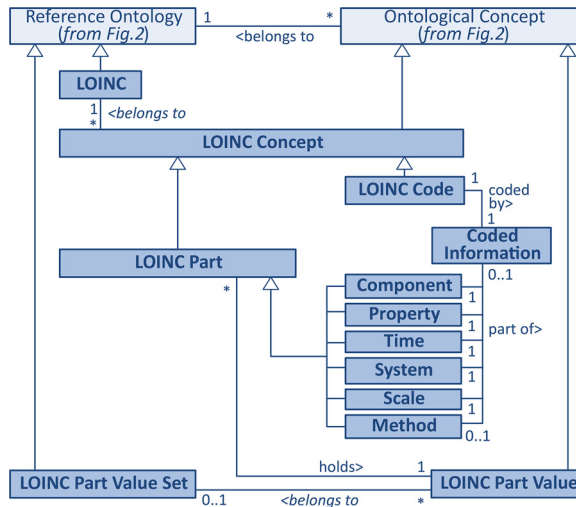 Reference Ontology
(from Fig.2)
1
*
<belongs to
Ontological Concept
(from Fig.2)
LOINC
1
*
<belongs to
LOINC Concept
LOINC Code
1
coded
by>
1
Coded
Information
0..1
LOINC Part
*
Component
1
Property
1
Time
1
part of>
System
1
Scale
1
Method
0..1
holds>
1
LOINC Part Value Set
0..1
<belongs to
*
LOINC Part Value